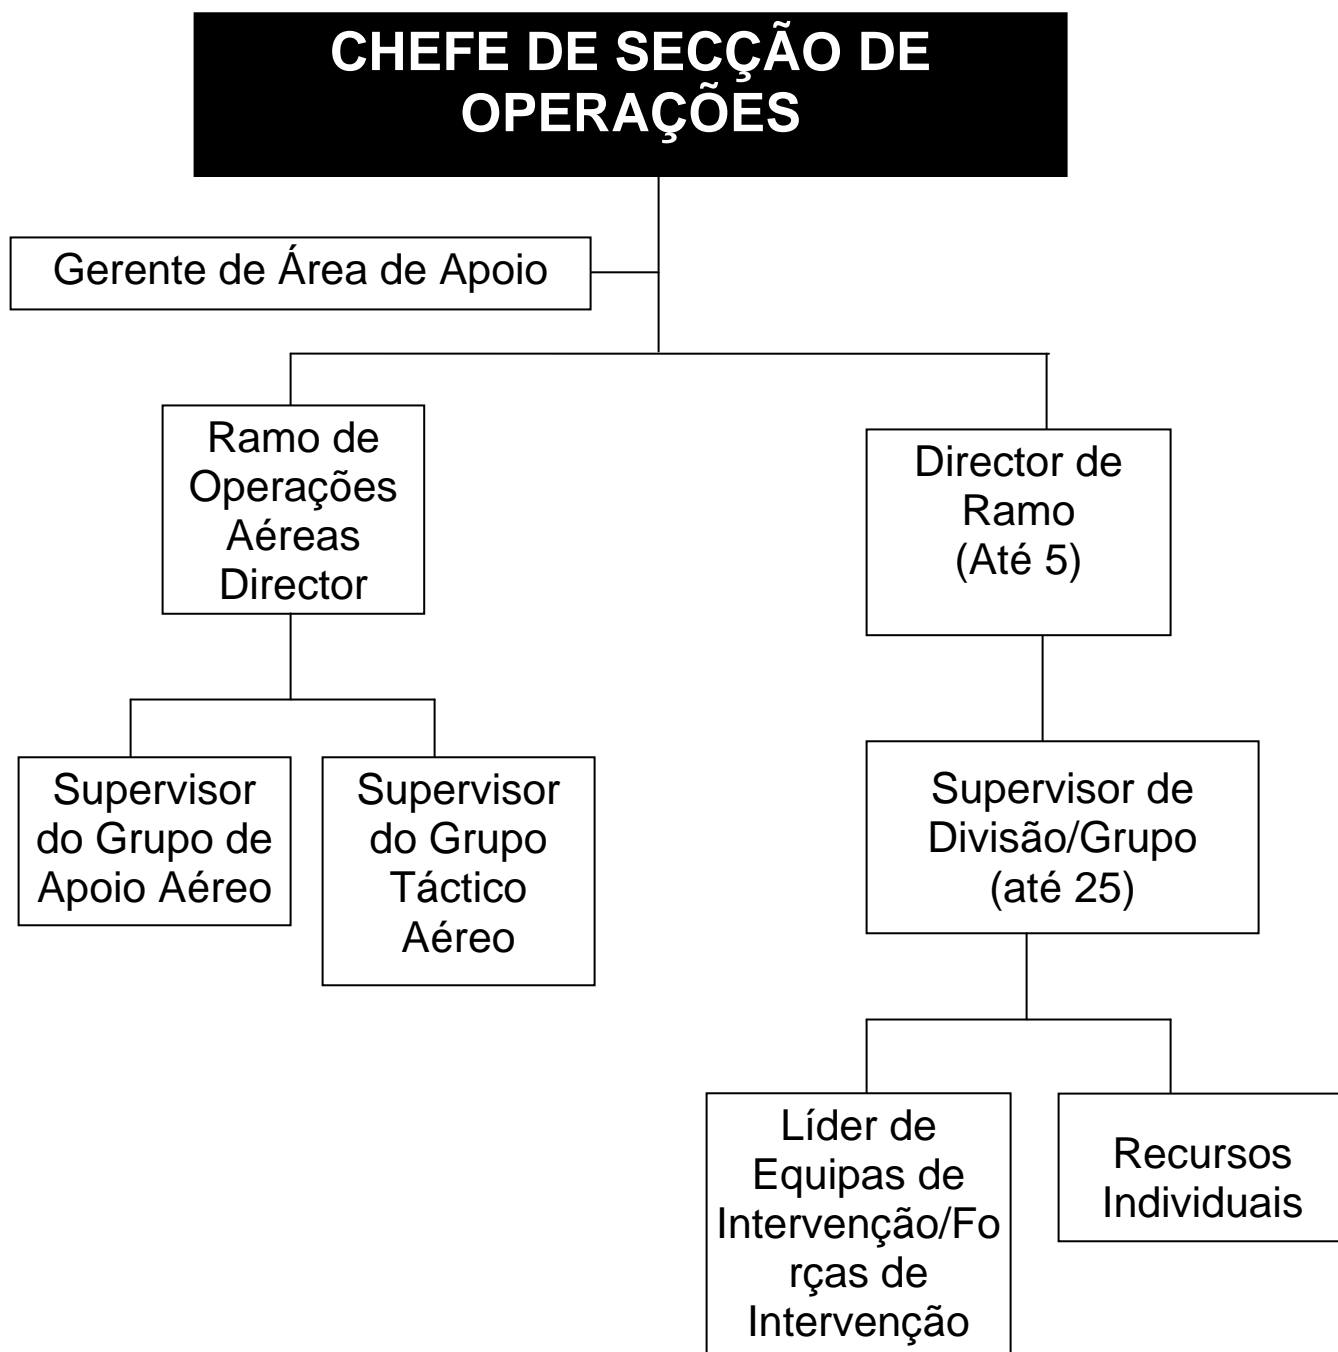 CHEFE DE SECÇÃO DE
OPERAÇÕES
Gerente de Área de Apoio
Ramo de
Operações
Aéreas
Director
Director de
Ramo
(Até 5)
Supervisor
do Grupo de
Apoio Aéreo
Supervisor
do Grupo
Táctico
Aéreo
Supervisor de
Divisão/Grupo
(até 25)
Líder de
Equipas de
Intervenção/Fo
rças de
Intervenção
Recursos
Individuais